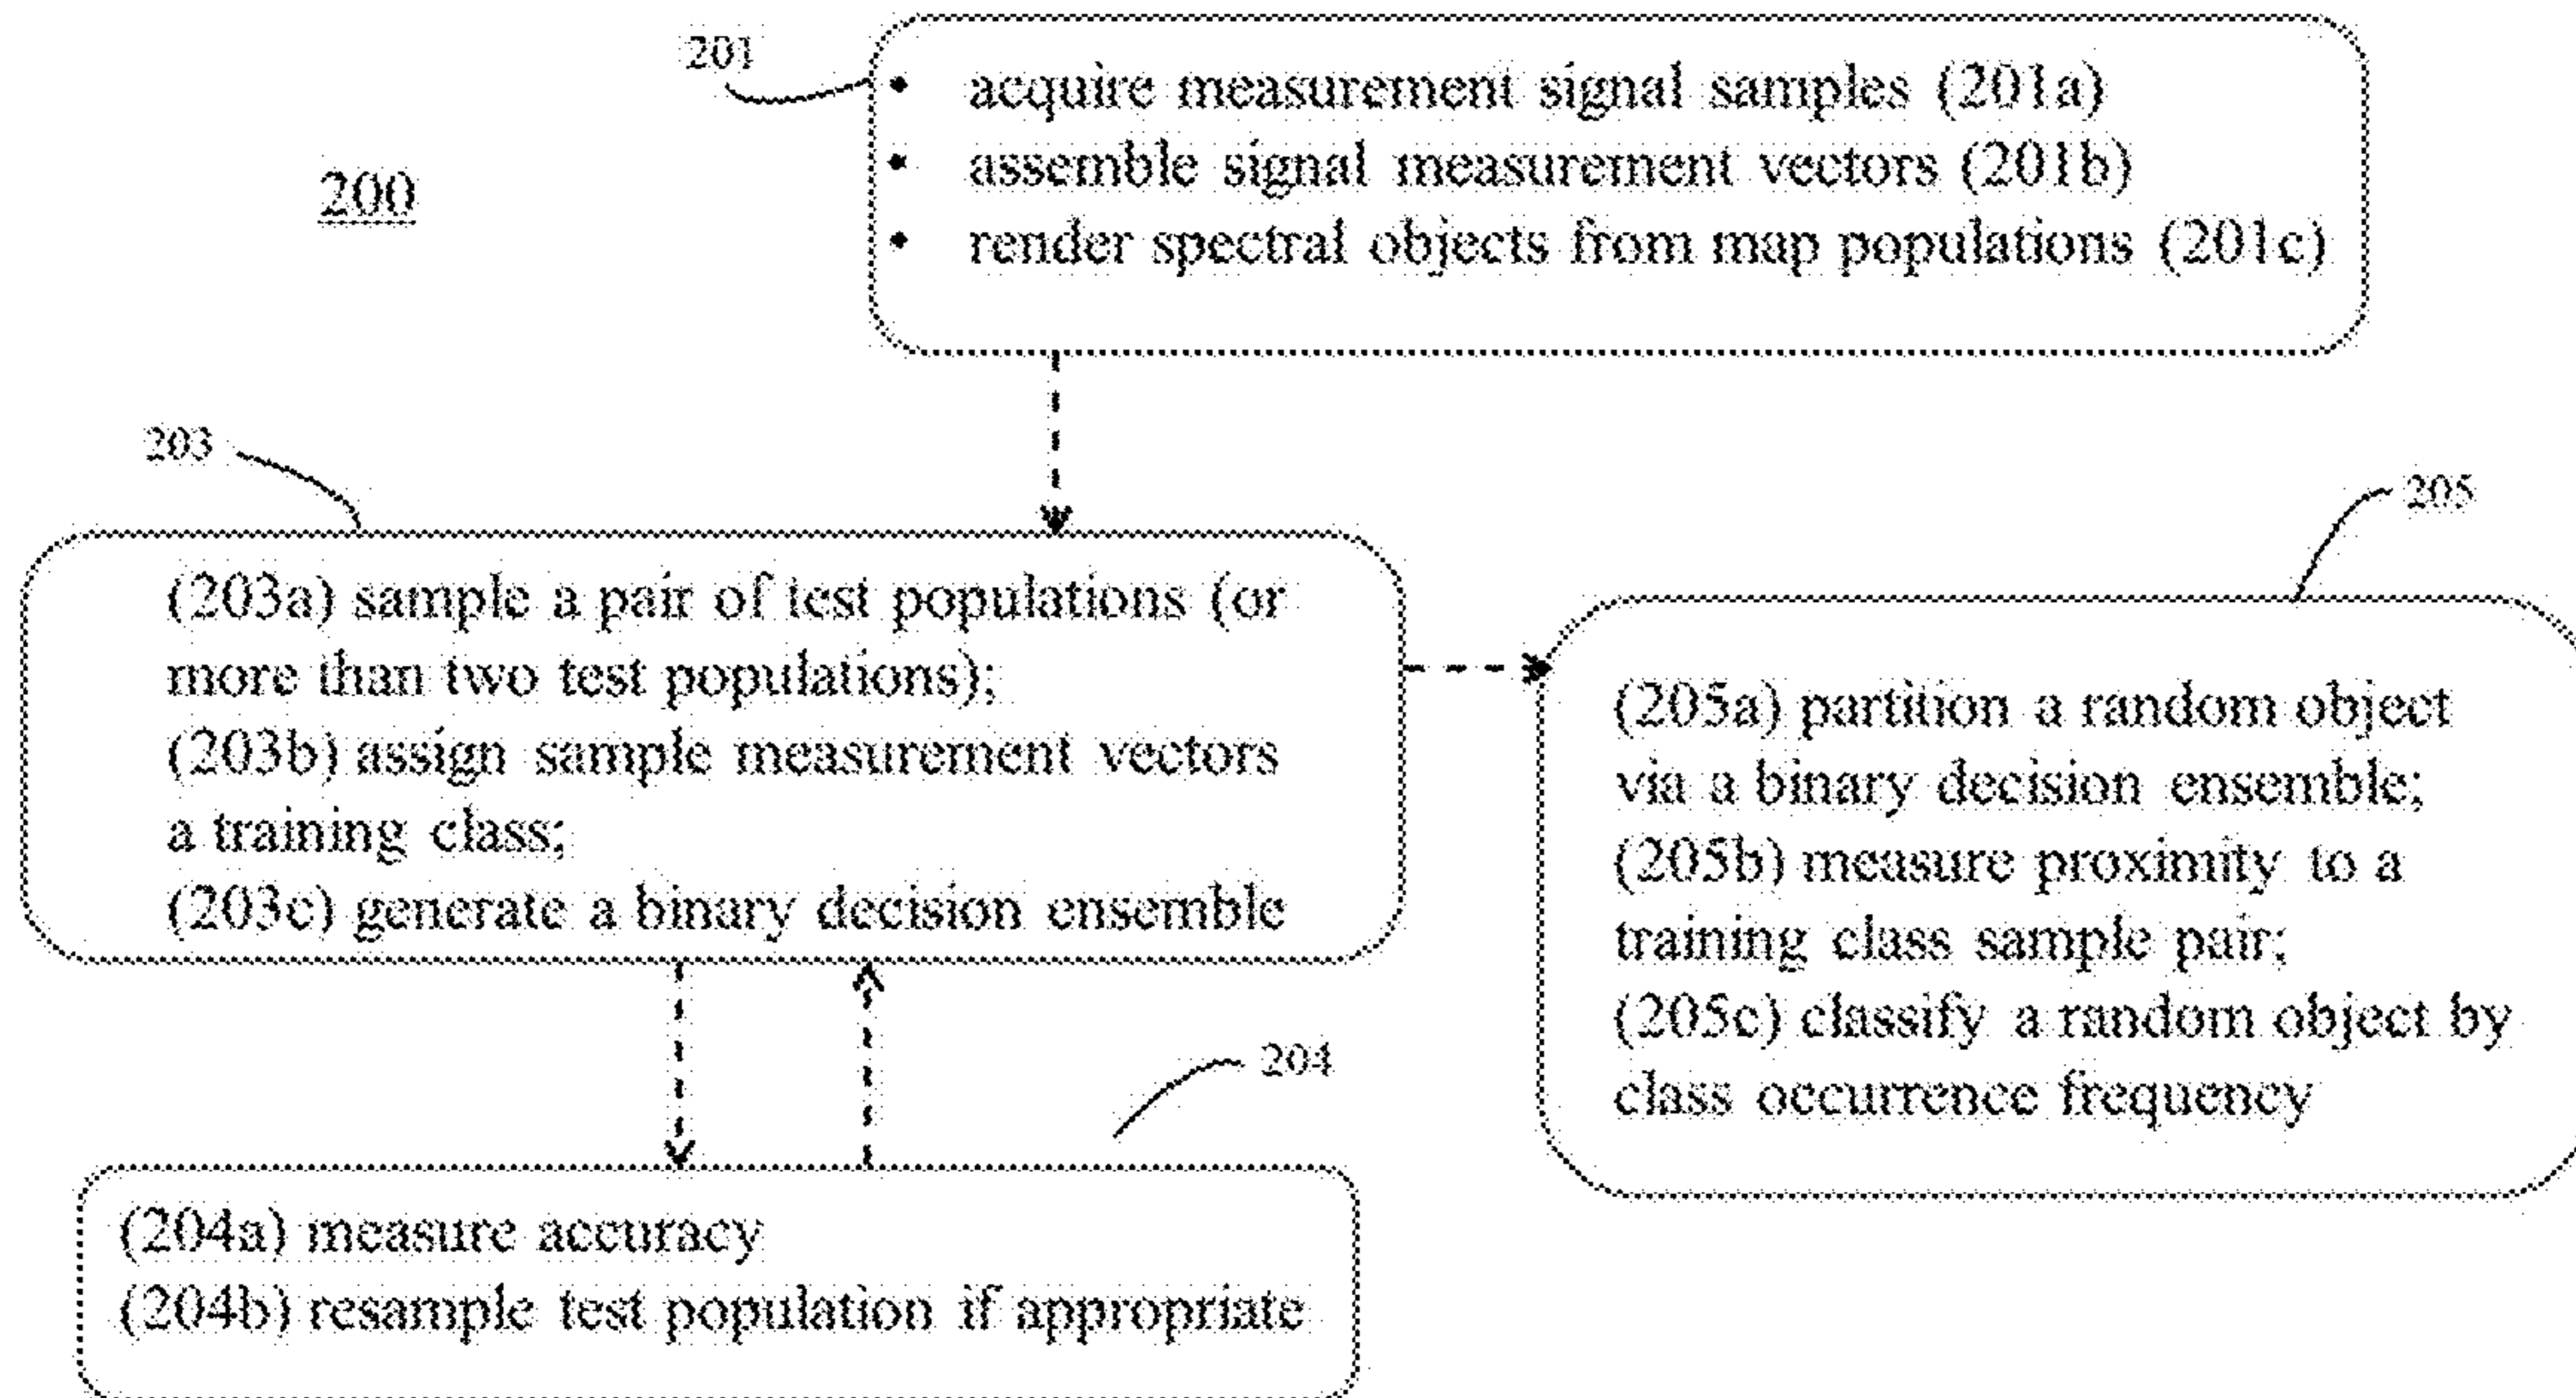 201
• acquire measurement signal samples (201a)
• assemble signal measurement vectors (201b)
• render spectral objects from map populations (201c)
200
203
(203a) sample a pair of test populations (or
more than two test populations);
(203b) assign sample measurement vectors
a training class;
(203c) generate a binary decision ensemble
205
(205a) partition a random object
via a binary decision ensemble;
(205b) measure proximity to a
training class sample pair;
(205c) classify a random object by
class occurrence frequency
204
(204a) measure accuracy
(204b) resample test population if appropriate